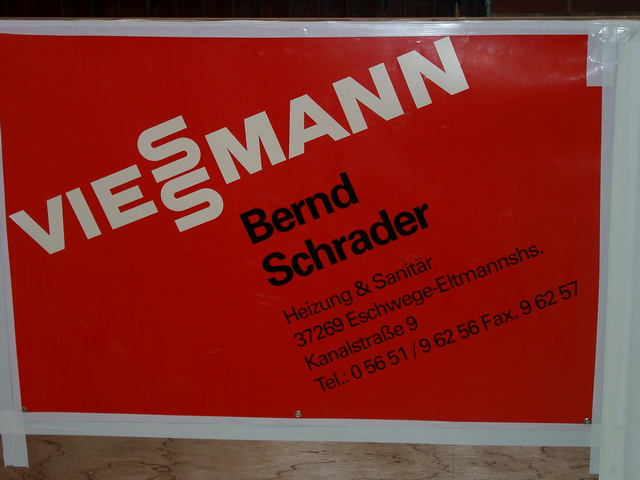 VIESSMANN
Bernd
Schrader
Heizung & Sanitär
37269 Eschwege-Eltmannshs.
Kanalstraße 9
Tel.: 0 56 51 / 9 62 56 Fax. 9 62 57